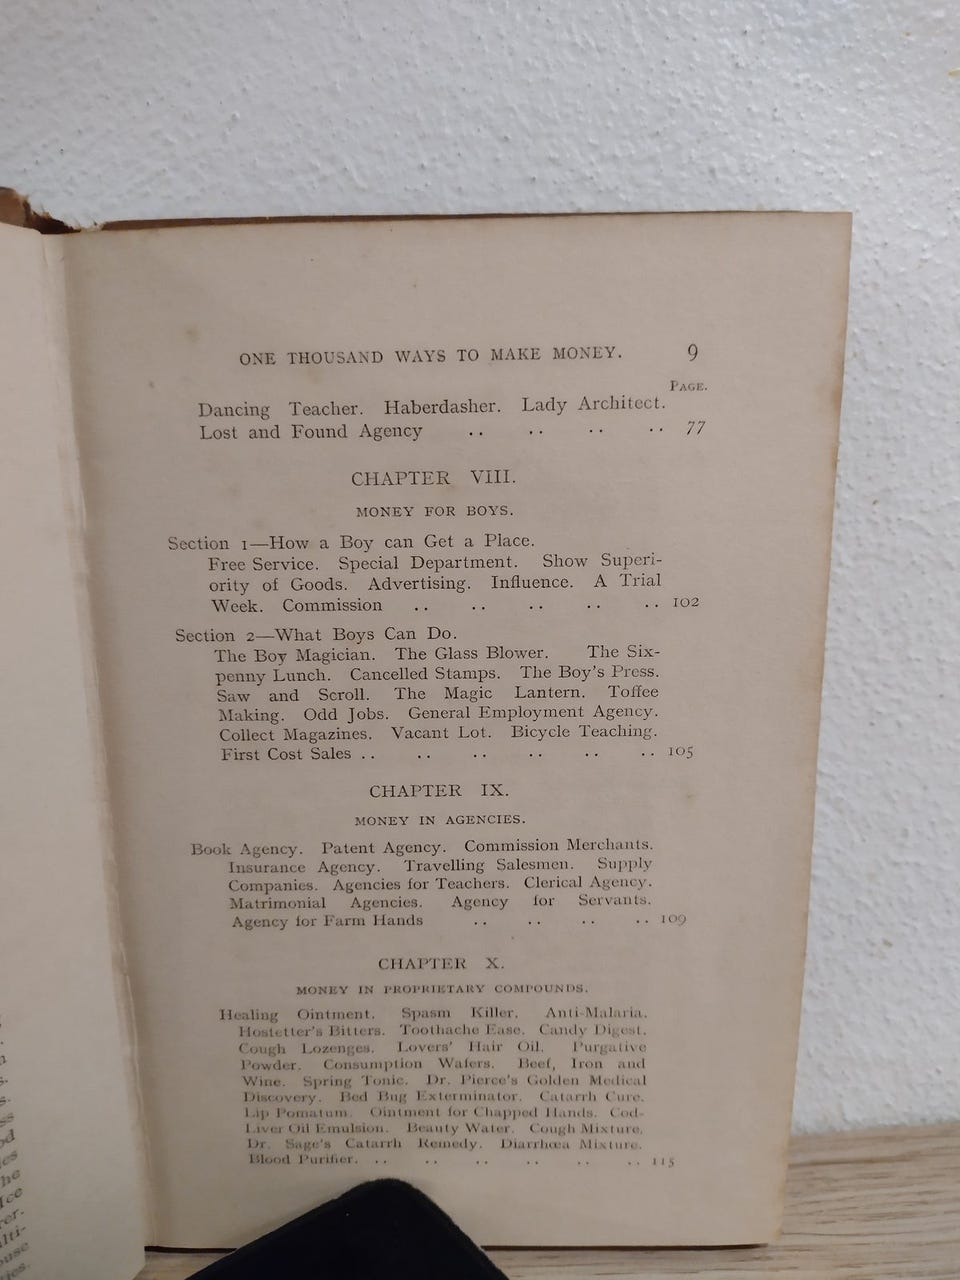 ONE THOUSAND WAYS TO MAKE MONEY. 9
PAGE.
Dancing Teacher. Haberdasher. Lady Architect.
Lost and Found Agency .. .. .. .. 77
CHAPTER VIII.
MONEY FOR BOYS.
Section 1—How a Boy can Get a Place.
Free Service. Special Department. Show Superi-
ority of Goods. Advertising. Influence. A Trial
Week. Commission .. .. .. .. .. 102
Section 2—What Boys Can Do.
The Boy Magician. The Glass Blower. The Six-
penny Lunch. Cancelled Stamps. The Boy's Press.
Saw and Scroll. The Magic Lantern. Toffee
Making. Odd Jobs. General Employment Agency.
Collect Magazines. Vacant Lot. Bicycle Teaching.
First Cost Sales .. .. .. .. .. .. 105
CHAPTER IX.
MONEY IN AGENCIES.
Book Agency. Patent Agency. Commission Merchants.
Insurance Agency. Travelling Salesmen. Supply
Companies. Agencies for Teachers. Clerical Agency.
Matrimonial Agencies. Agency for Servants.
Agency for Farm Hands .. .. .. .. 109
CHAPTER X.
MONEY IN PROPRIETARY COMPOUNDS.
Healing Ointment. Spasm Killer. Anti-Malaria.
Hostetter's Bitters. Toothache Ease. Candy Digest.
Cough Lozenges. Lovers' Hair Oil. Purgative
Powder. Consumption Wafers. Beef, Iron and
Wine. Spring Tonic. Dr. Pierce's Golden Medical
Discovery. Bed Bug Exterminator. Catarrh Cure.
Lip Pomatum. Ointment for Chapped Hands. Cod-
Liver Oil Emulsion. Beauty Water. Cough Mixture.
Dr. Sage's Catarrh Remedy. Diarrhœa Mixture.
Blood Purifier. .. .. .. .. .. .. 115